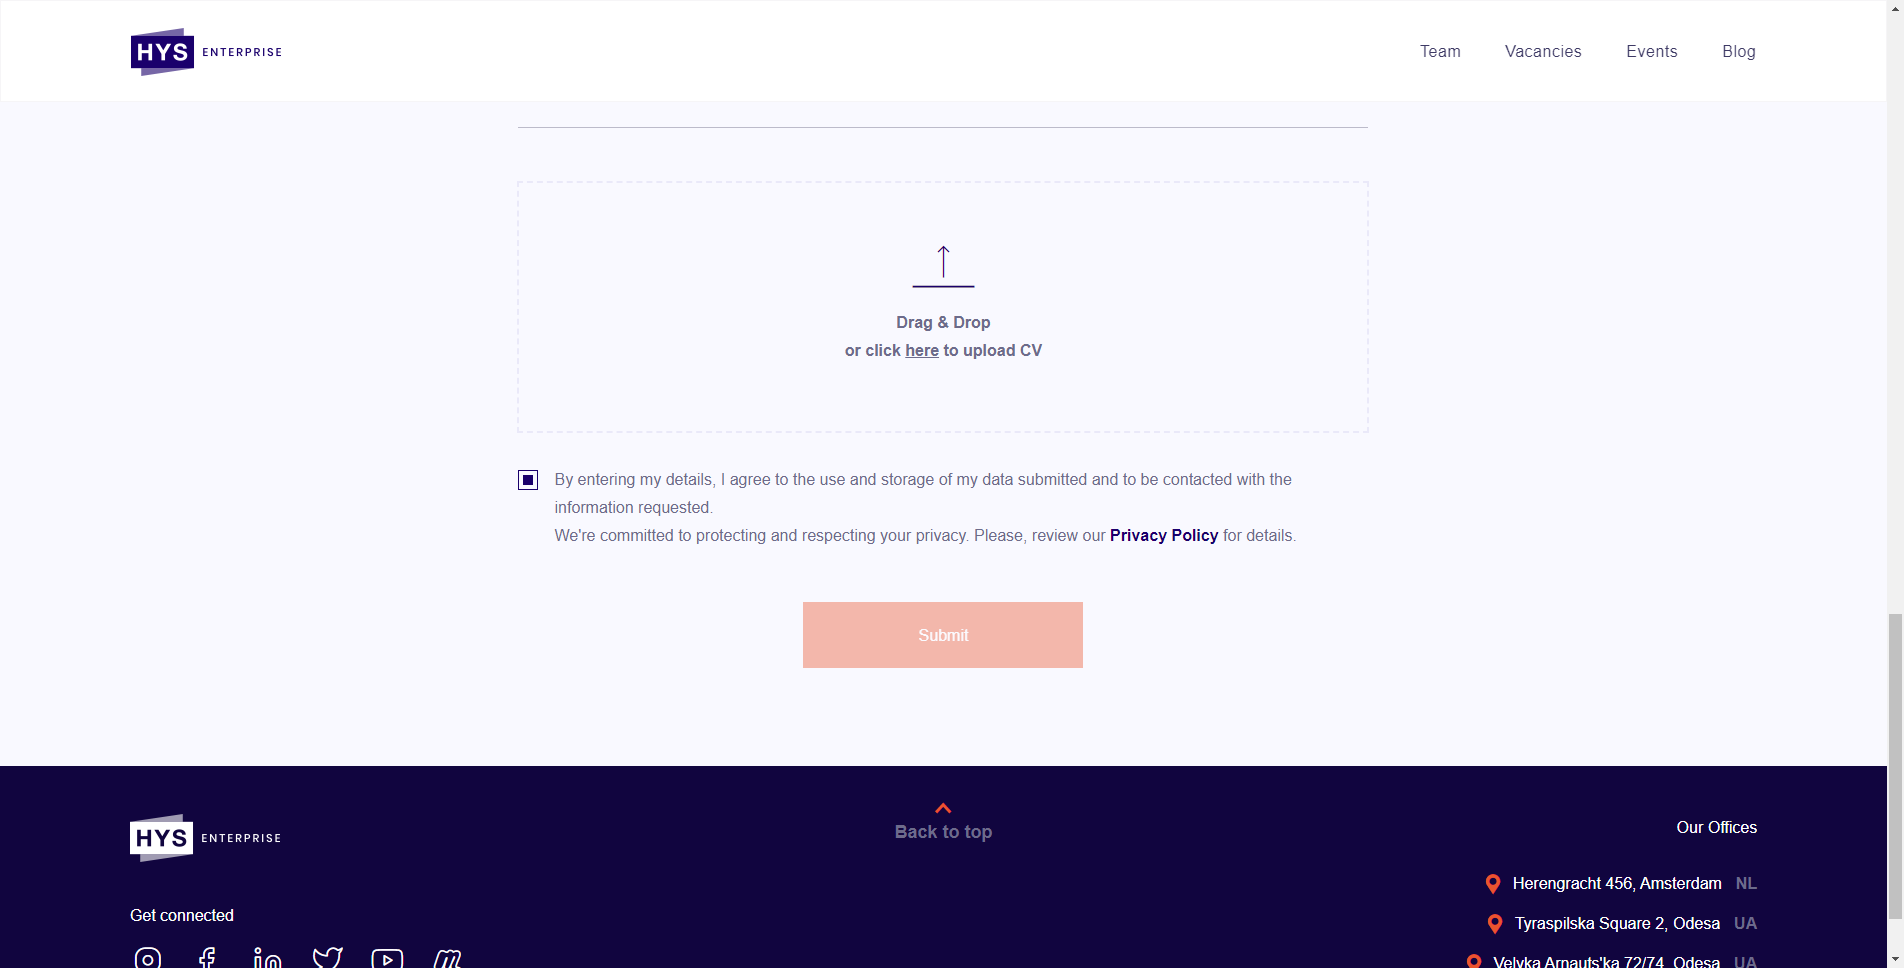 HYS ENTERPRISE
Team Vacancies Events Blog
Drag & Drop
or click here to upload CV
By entering my details, I agree to the use and storage of my data submitted and to be contacted with the
information requested.
We're committed to protecting and respecting your privacy. Please, review our Privacy Policy for details.
Submit
HYS ENTERPRISE
Back to top
Our Offices
Herengracht 456, Amsterdam NL
Tyraspilska Square 2, Odesa UA
Velyka Arnauts'ka 72/74, Odesa UA
Get connected